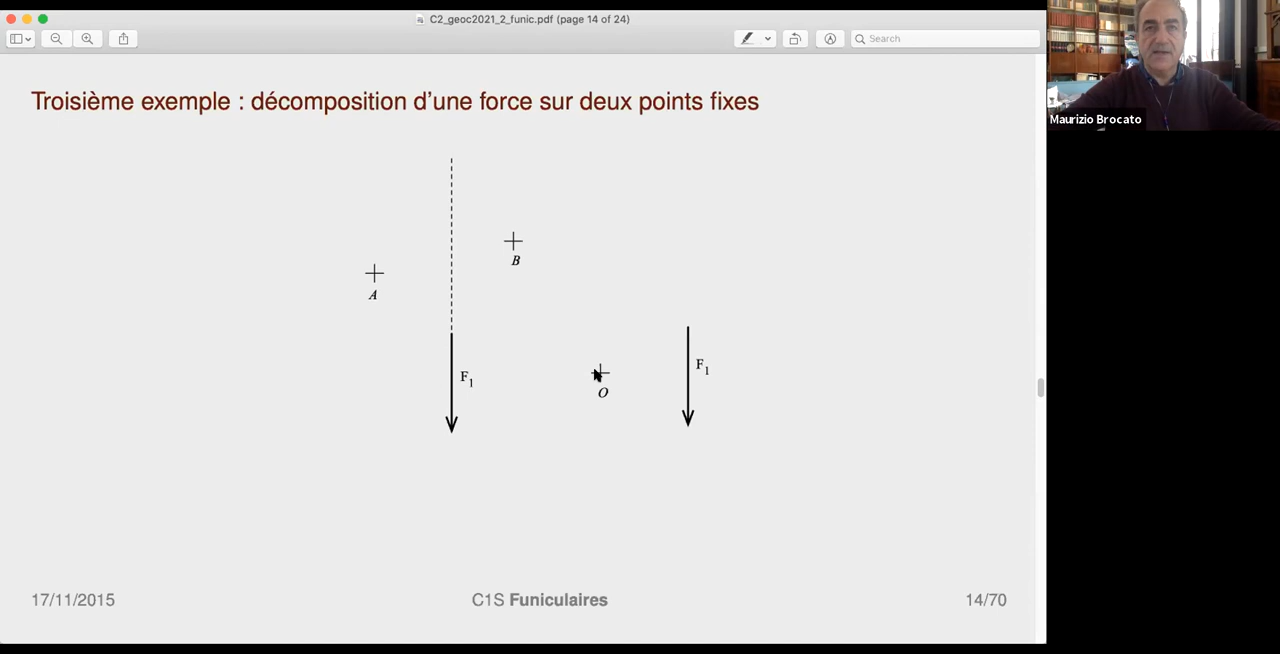 C2_geoc2021_2_funic.pdf (page 14 of 24)
Search
Troisième exemple : décomposition d'une force sur deux points fixes
B
A
F1
O
F1
17/11/2015
C1S Funiculaires
14/70
Maurizio Brocato